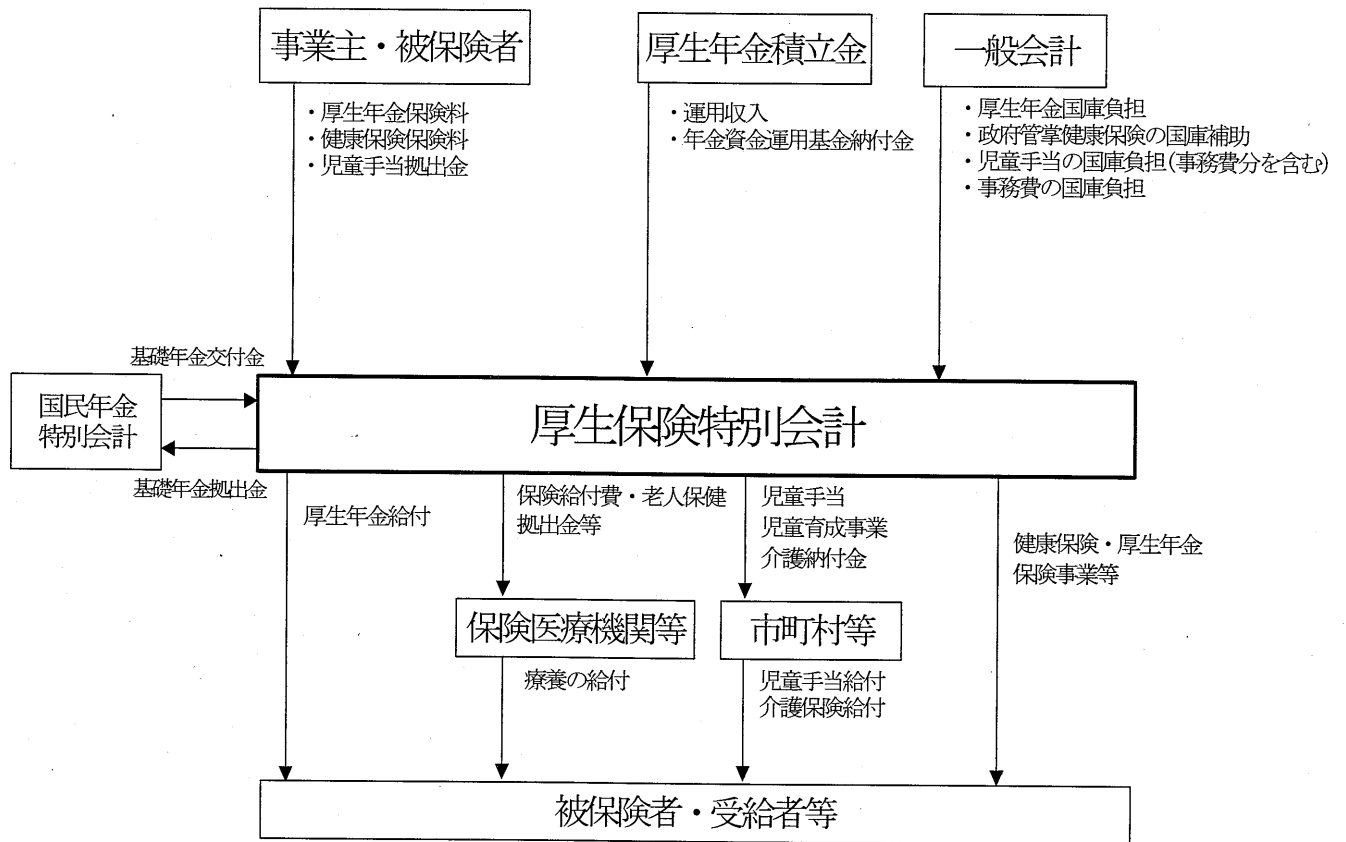 事業主・被保険者
厚生年金積立金
一般会計
・厚生年金保険料
・健康保険保険料
・児童手当拠出金
・運用収入
・年金資金運用基金納付金
・厚生年金国庫負担
・政府管掌健康保険の国庫補助
・児童手当の国庫負担(事務費分を含む)
・事務費の国庫負担
基礎年金交付金
国民年金
特別会計
厚生保険特別会計
基礎年金拠出金
厚生年金給付
保険給付費・老人保健
拠出金等
児童手当
児童育成事業
介護納付金
健康保険・厚生年金
保険事業等
保険医療機関等
市町村等
療養の給付
児童手当給付
介護保険給付
被保険者・受給者等